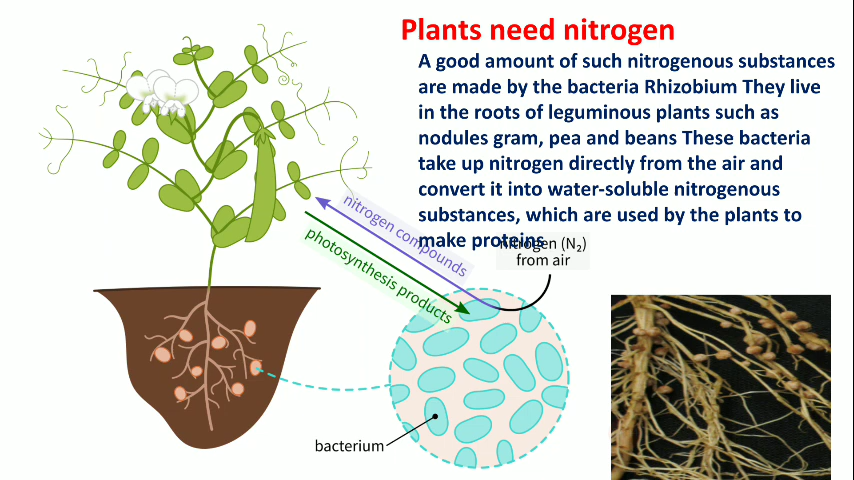 Plants need nitrogen
A good amount of such nitrogenous substances
are made by the bacteria Rhizobium They live
in the roots of leguminous plants such as
nodules gram, pea and beans These bacteria
take up nitrogen directly from the air and
convert it into water-soluble nitrogenous
substances, which are used by the plants to
make proteins
nitrogen (N₂)
from air
nitrogen compounds
photosynthesis products
bacterium